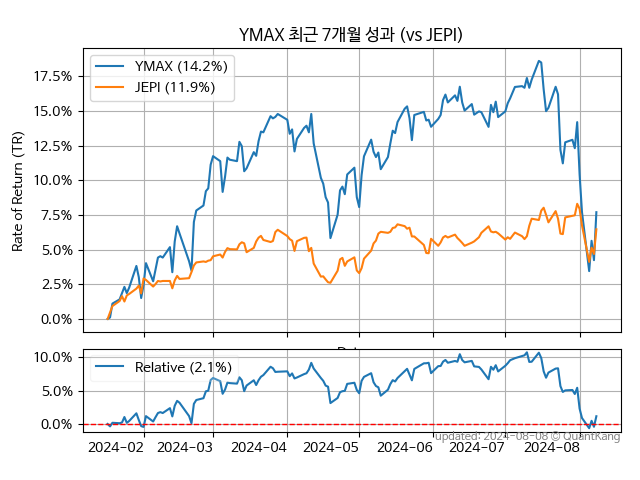 YMAX 최근 7개월 성과 (vs JEPI)
YMAX (14.2%)
JEPI (11.9%)
Rate of Return (TR)
17.5%
15.0%
12.5%
10.0%
7.5%
5.0%
2.5%
0.0%
Relative (2.1%)
10.0%
5.0%
0.0%
2024-02 2024-03 2024-04 2024-05 2024-06 2024-07 2024-08
updated: 2024-08-08 © QuantKang